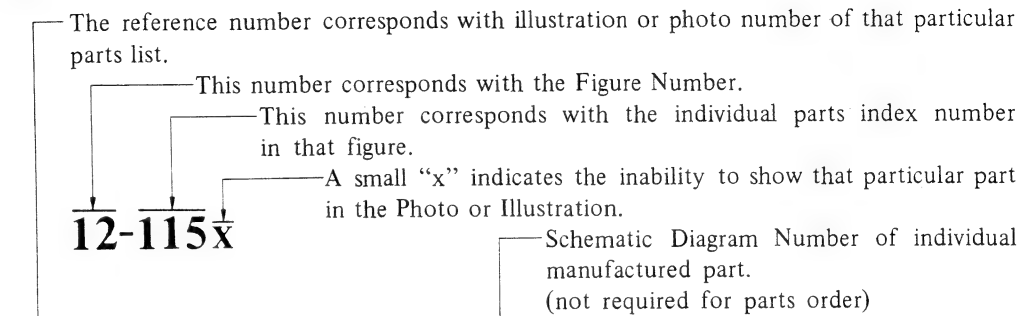 The reference number corresponds with illustration or photo number of that particular
parts list.
This number corresponds with the Figure Number.
This number corresponds with the individual parts index number
in that figure.
A small “x” indicates the inability to show that particular part
in the Photo or Illustration.
12-115x
Schematic Diagram Number of individual
manufactured part.
(not required for parts order)